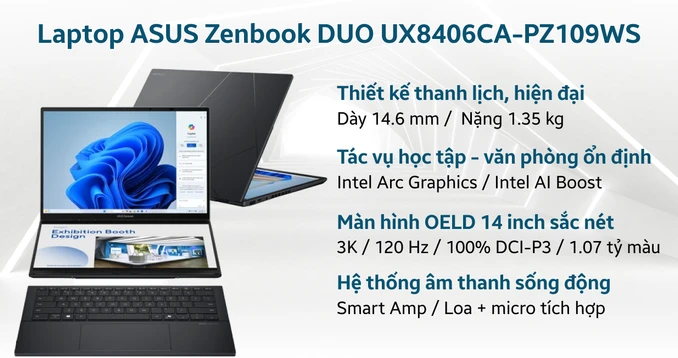 Laptop ASUS Zenbook DUO UX8406CA-PZ109WS
Thiết kế thanh lịch, hiện đại
Dày 14.6 mm / Nặng 1.35 kg
Tác vụ học tập - văn phòng ổn định
Intel Arc Graphics / Intel AI Boost
Màn hình OELD 14 inch sắc nét
3K / 120 Hz / 100% DCI-P3 / 1.07 tỷ màu
Hệ thống âm thanh sống động
Smart Amp / Loa + micro tích hợp
Exhibition Booth
Design